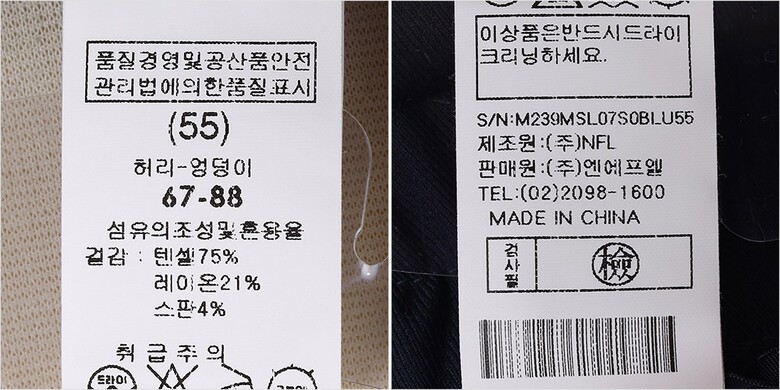 품질경영및공산품안전
관리법에의한품질표시
(55)
허리-엉덩이
67-88
섬유의조성및혼용율
겉감 : 텐셀75%
레이온21%
스판4%
취급주의
드라이
이상품은반드시드라이
크리닝하세요.
S/N:M239MSL07S0BLU55
제조원:(주)NFL
판매원:(주)엔에프엘
TEL:(02)2098-1600
MADE IN CHINA
검사필
檢